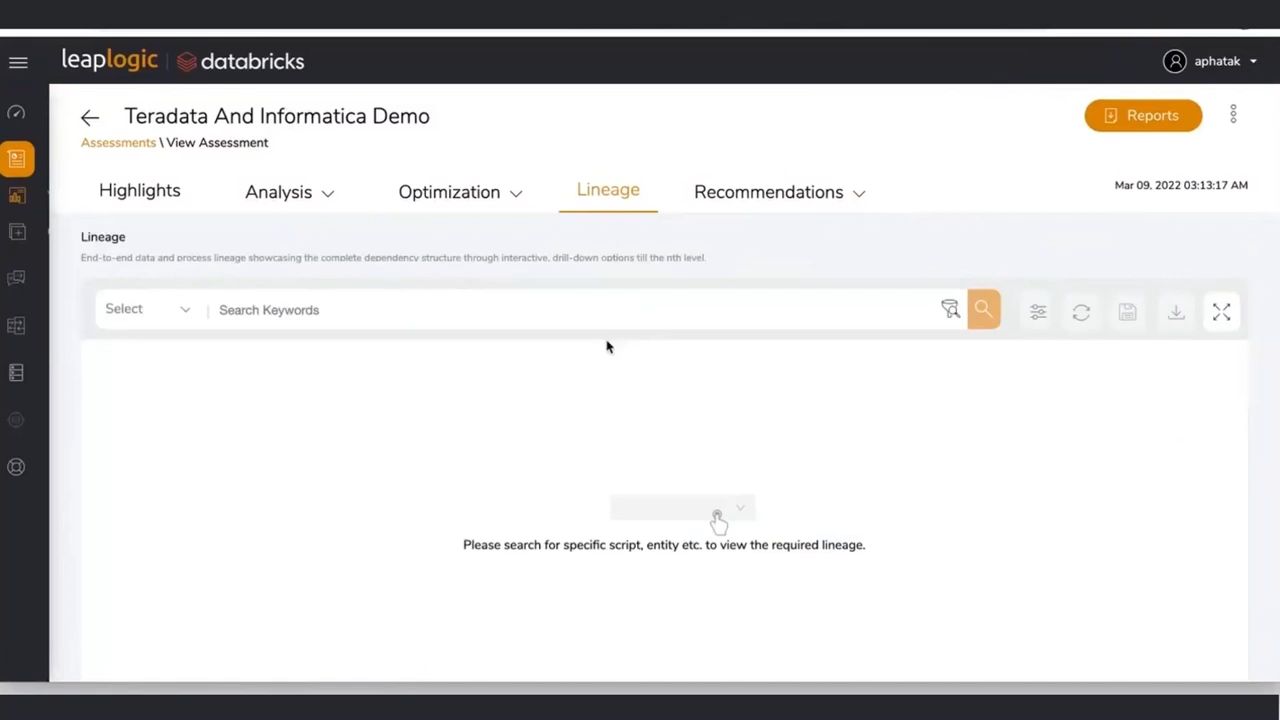 leaplogic | databricks
aphatak
Teradata And Informatica Demo
Reports
Assessments \ View Assessment
Highlights
Analysis
Optimization
Lineage
Recommendations
Mar 09. 2022 03:13:17 AM
Lineage
End-to-end data and process lineage showcasing the complete dependency structure through interactive, drill-down options till the nth level.
Select
Search Keywords
Please search for specific script, entity etc. to view the required lineage.